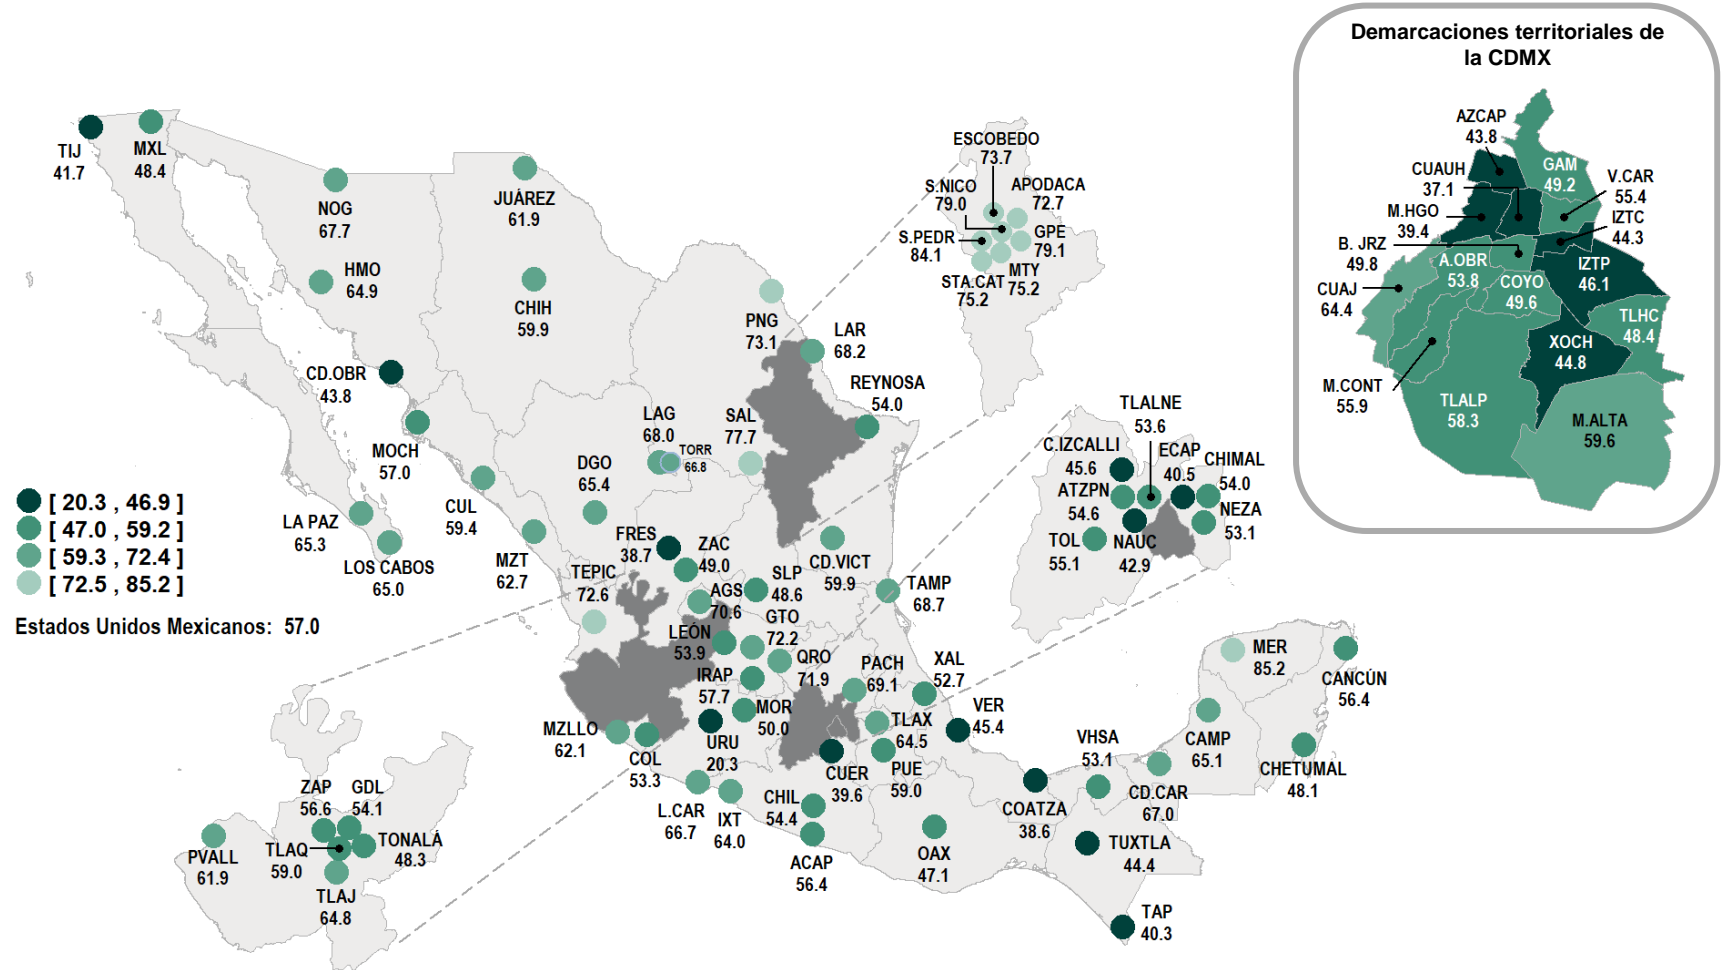 Demarcaciones territoriales de
la CDMX
AZCAP
43.8
CUAUH
37.1
GAM
49.2
V.CAR
55.4
M.HGO
39.4
IZTC
44.3
B. JRZ
49.8
A.OBR
53.8
IZTP
46.1
CUAJ
64.4
COYO
49.6
TLHC
48.4
XOCH
44.8
M.CONT
55.9
TLALP
58.3
M.ALTA
59.6
TIJ
41.7
MXL
48.4
NOG
67.7
JUÁREZ
61.9
HMO
64.9
CHIH
59.9
CD.OBR
43.8
MOCH
57.0
CUL
59.4
LA PAZ
65.3
LOS CABOS
65.0
MZT
62.7
DGO
65.4
LAG
68.0
TORR
66.8
SAL
77.7
PNG
73.1
LAR
68.2
REYNOSA
54.0
ESCOBEDO
73.7
S.NICO
79.0
APODACA
72.7
S.PEDR
84.1
GPE
79.1
STA.CAT
75.2
MTY
75.2
TLALNE
53.6
C.IZCALLI
45.6
ECAP
40.5
CHIMAL
54.0
ATZPN
54.6
NEZA
53.1
TOL
55.1
NAUC
42.9
[ 20.3 , 46.9 ]
[ 47.0 , 59.2 ]
[ 59.3 , 72.4 ]
[ 72.5 , 85.2 ]
Estados Unidos Mexicanos: 57.0
FRES
38.7
ZAC
49.0
TEPIC
72.6
AGS
70.6
SLP
48.6
CD.VICT
59.9
TAMP
68.7
LEÓN
53.9
GTO
72.2
IRAP
57.7
QRO
71.9
PACH
69.1
XAL
52.7
MZLLO
62.1
COL
53.3
URU
20.3
MOR
50.0
TLAX
64.5
VER
45.4
CUER
39.6
PUE
59.0
L.CAR
66.7
IXT
64.0
CHIL
54.4
ACAP
56.4
OAX
47.1
COATZA
38.6
VHSA
53.1
CD.CAR
67.0
CAMP
65.1
MER
85.2
CANCÚN
56.4
CHETUMAL
48.1
TUXTLA
44.4
TAP
40.3
ZAP
56.6
GDL
54.1
TLAQ
59.0
TONALÁ
48.3
PVALL
61.9
TLAJ
64.8